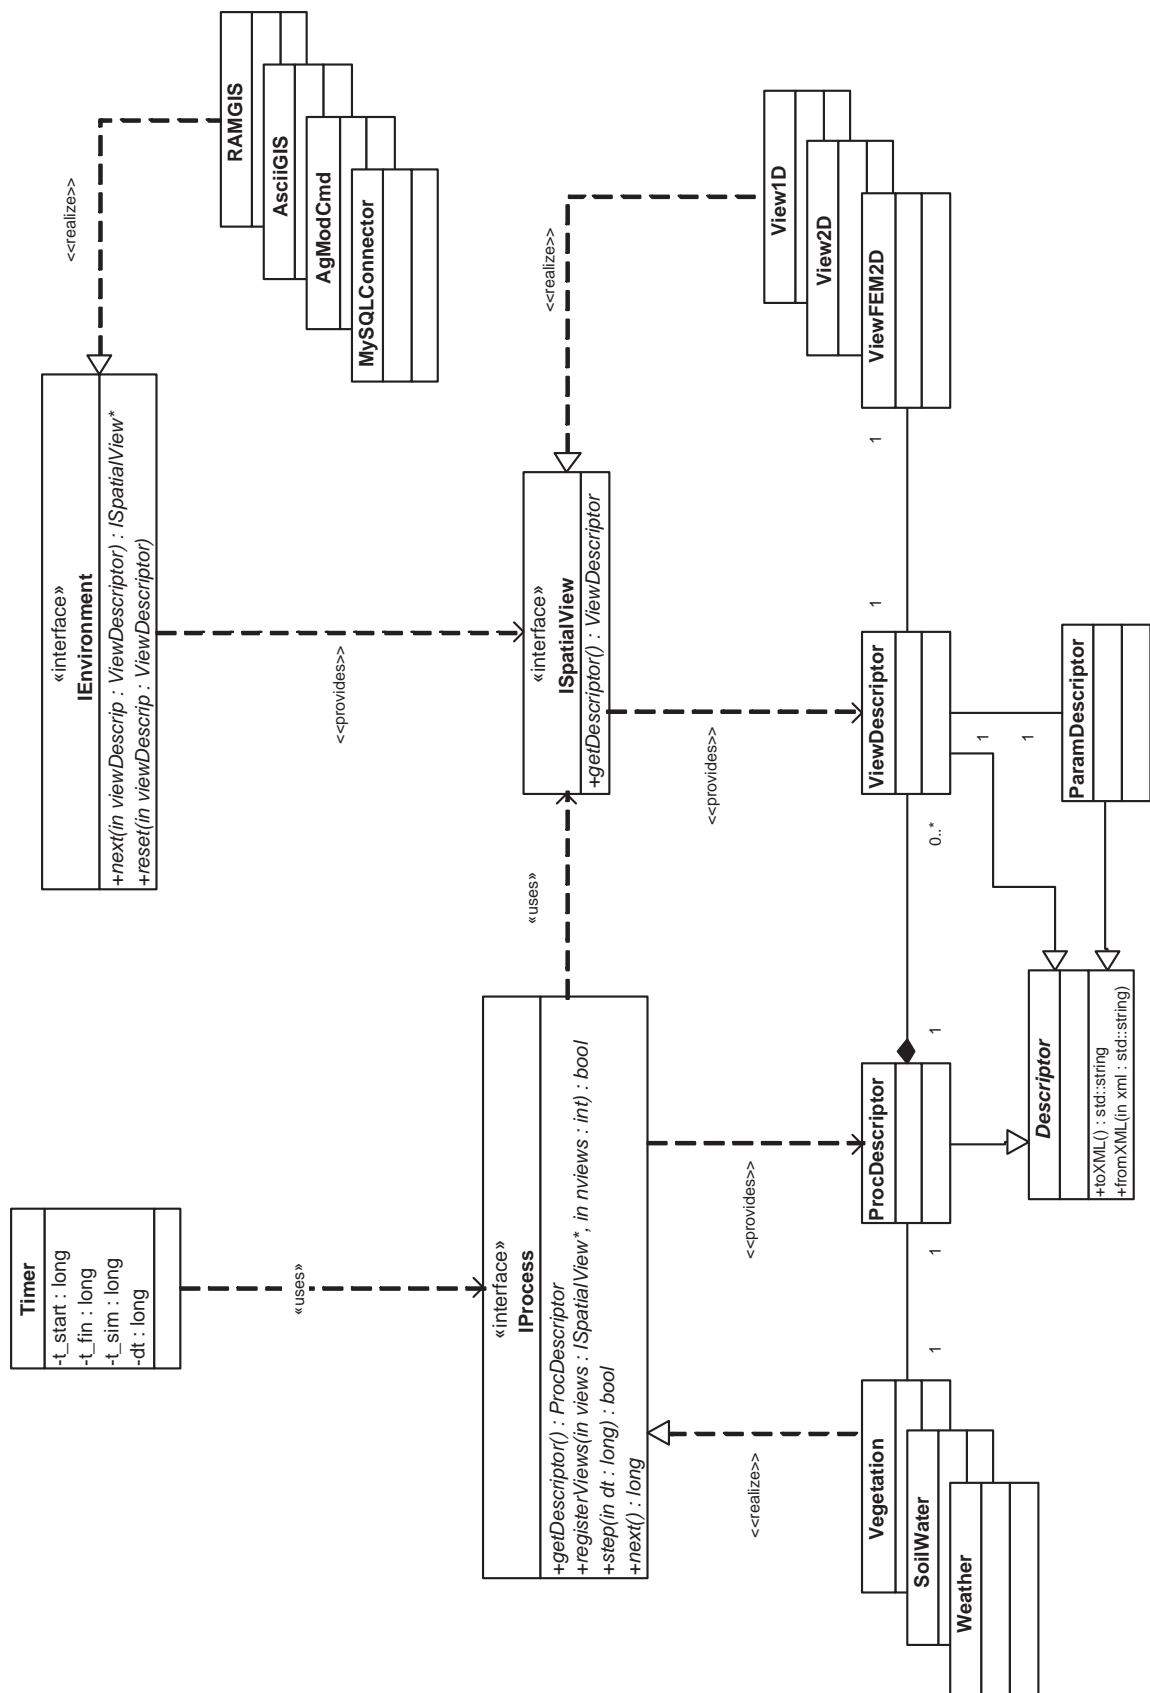 Timer
-t_start : long
-t_fin : long
-t_sim : long
-dt : long
«uses»
«interface»
IEnvironment
+next(in viewDescrip : ViewDescriptor) : ISpatialView*
+reset(in viewDescrip : ViewDescriptor)
<<realize>>
RAMGIS
AsciiGIS
AgModCmd
MySQLConnector
<<provides>>
«interface»
IProcess
+getDescriptor() : ProcDescriptor
+registerViews(in views : ISpatialView*, in nviews : int) : bool
+step(in dt : long) : bool
+next() : long
«uses»
«interface»
ISpatialView
+getDescriptor() : ViewDescriptor
<<realize>>
View1D
View2D
ViewFEM2D
<<realize>>
<<provides>>
<<provides>>
Vegetation
SoilWater
Weather
1
1
ProcDescriptor
1
0..*
ViewDescriptor
1
1
1
1
Descriptor
+toXML() : std::string
+fromXML(in xml : std::string)
ParamDescriptor